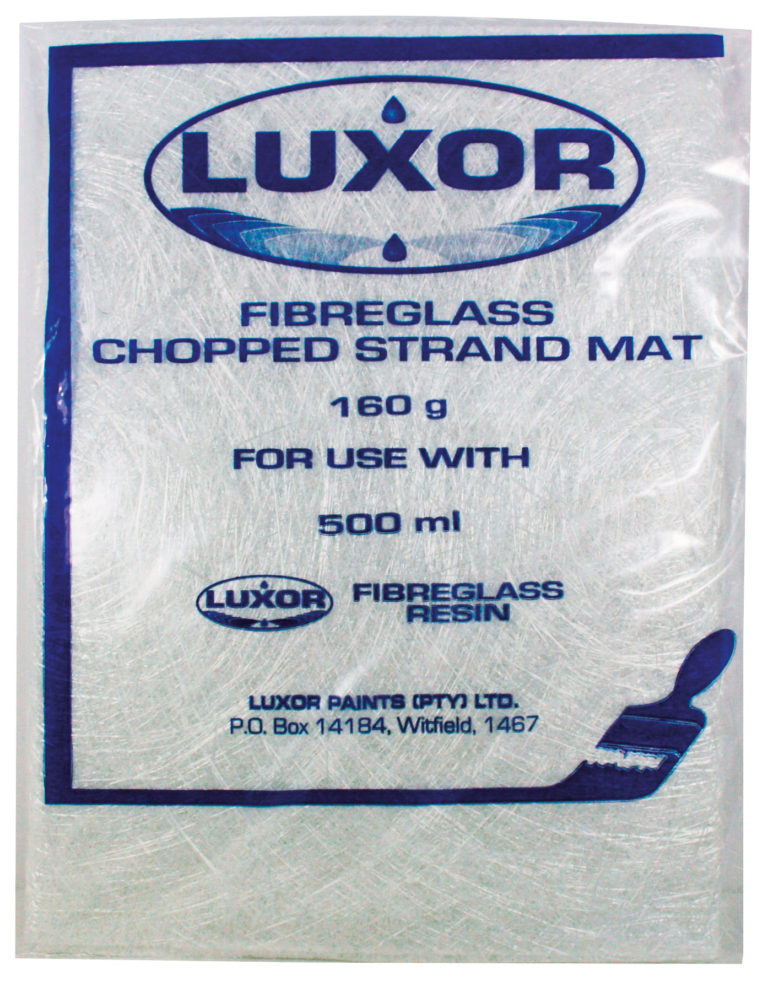 LUXOR
FIBREGLASS
CHOPPED STRAND MAT
160 g
FOR USE WITH
500 ml
LUXOR FIBREGLASS
RESIN
LUXOR PAINTS (PTY) LTD.
P.O. Box 14184, Witfield, 1467